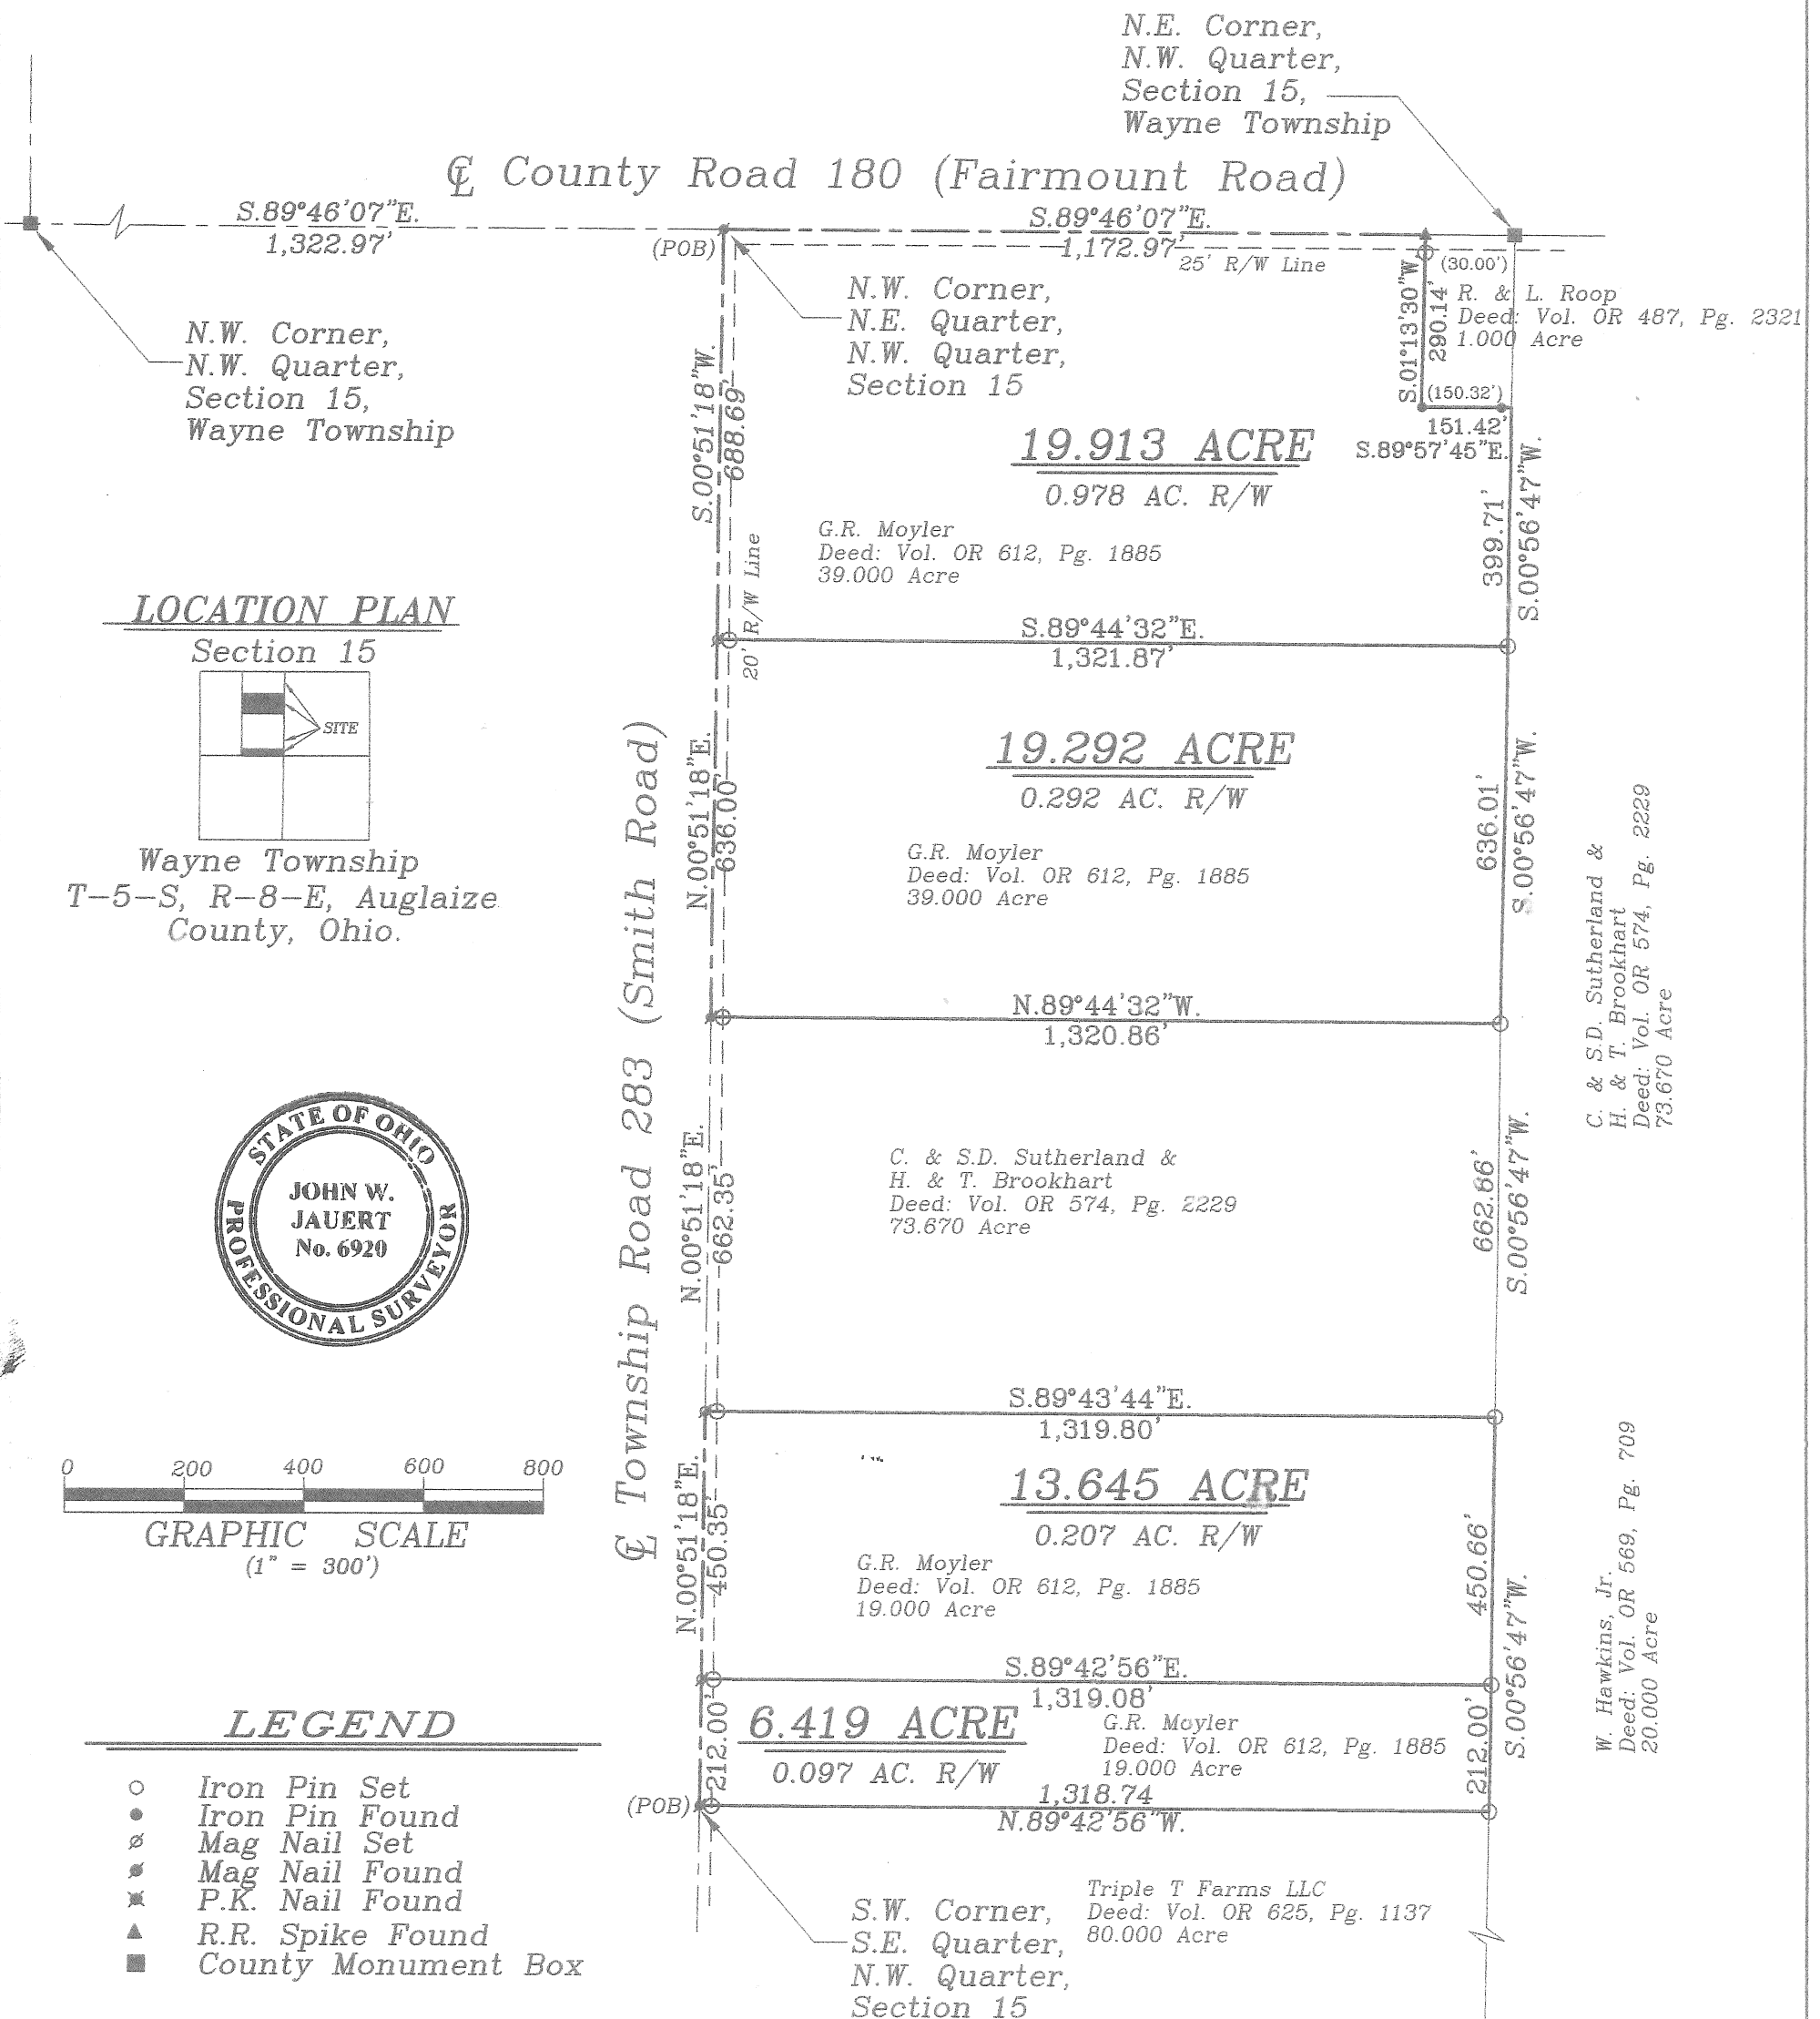 N.E. Corner,
N.W. Quarter,
Section 15,
Wayne Township
℄ County Road 180 (Fairmount Road)
S.89°46'07"E.
1,322.97'
(POB)
S.89°46'07"E.
1,172.97'
25' R/W Line
(30.00')
N.W. Corner,
N.W. Quarter,
Section 15,
Wayne Township
N.W. Corner,
N.E. Quarter,
N.W. Quarter,
Section 15
R. & L. Roop
Deed: Vol. OR 487, Pg. 2321
1.000 Acre
S.01°13'30"W.
290.14'
(150.32')
151.42'
S.89°57'45"E.
S.00°51'18"W.
688.69'
19.913 ACRE
0.978 AC. R/W
G.R. Moyler
Deed: Vol. OR 612, Pg. 1885
39.000 Acre
399.71'
S.00°56'47"W.
20' R/W Line
S.89°44'32"E.
1,321.87'
LOCATION PLAN
Section 15
SITE
Wayne Township
T-5-S, R-8-E, Auglaize
County, Ohio.
℄ Township Road 283 (Smith Road)
N.00°51'18"E.
636.00'
19.292 ACRE
0.292 AC. R/W
G.R. Moyler
Deed: Vol. OR 612, Pg. 1885
39.000 Acre
636.01'
S.00°56'47"W.
C. & S.D. Sutherland &
H. & T. Brookhart
Deed: Vol. OR 574, Pg. 2229
73.670 Acre
N.89°44'32"W.
1,320.86'
STATE OF OHIO
JOHN W.
JAUERT
No. 6920
PROFESSIONAL SURVEYOR
N.00°51'18"E.
662.35'
C. & S.D. Sutherland &
H. & T. Brookhart
Deed: Vol. OR 574, Pg. 2229
73.670 Acre
662.86'
S.00°56'47"W.
S.89°43'44"E.
1,319.80'
0 200 400 600 800
GRAPHIC SCALE
(1" = 300')
N.00°51'18"E.
450.35'
13.645 ACRE
0.207 AC. R/W
G.R. Moyler
Deed: Vol. OR 612, Pg. 1885
19.000 Acre
450.66'
S.00°56'47"W.
W. Hawkins, Jr.
Deed: Vol. OR 569, Pg. 709
20.000 Acre
S.89°42'56"E.
1,319.08'
212.00'
6.419 ACRE
0.097 AC. R/W
G.R. Moyler
Deed: Vol. OR 612, Pg. 1885
19.000 Acre
212.00'
(POB)
1,318.74
N.89°42'56"W.
LEGEND
Iron Pin Set
Iron Pin Found
Mag Nail Set
Mag Nail Found
P.K. Nail Found
R.R. Spike Found
County Monument Box
S.W. Corner,
S.E. Quarter,
N.W. Quarter,
Section 15
Triple T Farms LLC
Deed: Vol. OR 625, Pg. 1137
80.000 Acre